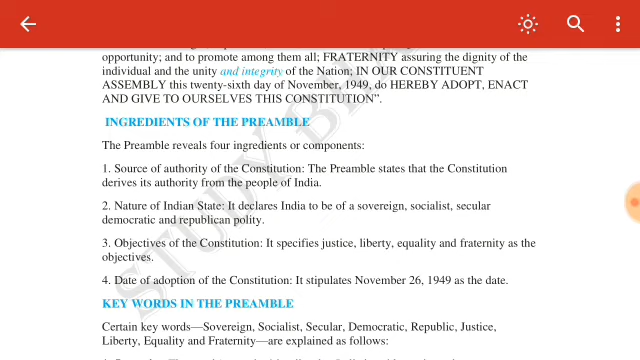 opportunity; and to promote among them all; FRATERNITY assuring the dignity of the
individual and the unity and integrity of the Nation; IN OUR CONSTITUENT
ASSEMBLY this twenty-sixth day of November, 1949, do HEREBY ADOPT, ENACT
AND GIVE TO OURSELVES THIS CONSTITUTION”.
INGREDIENTS OF THE PREAMBLE
The Preamble reveals four ingredients or components:
1. Source of authority of the Constitution: The Preamble states that the Constitution
derives its authority from the people of India.
2. Nature of Indian State: It declares India to be of a sovereign, socialist, secular
democratic and republican polity.
3. Objectives of the Constitution: It specifies justice, liberty, equality and fraternity as the
objectives.
4. Date of adoption of the Constitution: It stipulates November 26, 1949 as the date.
KEY WORDS IN THE PREAMBLE
Certain key words—Sovereign, Socialist, Secular, Democratic, Republic, Justice,
Liberty, Equality and Fraternity—are explained as follows:
STUDY